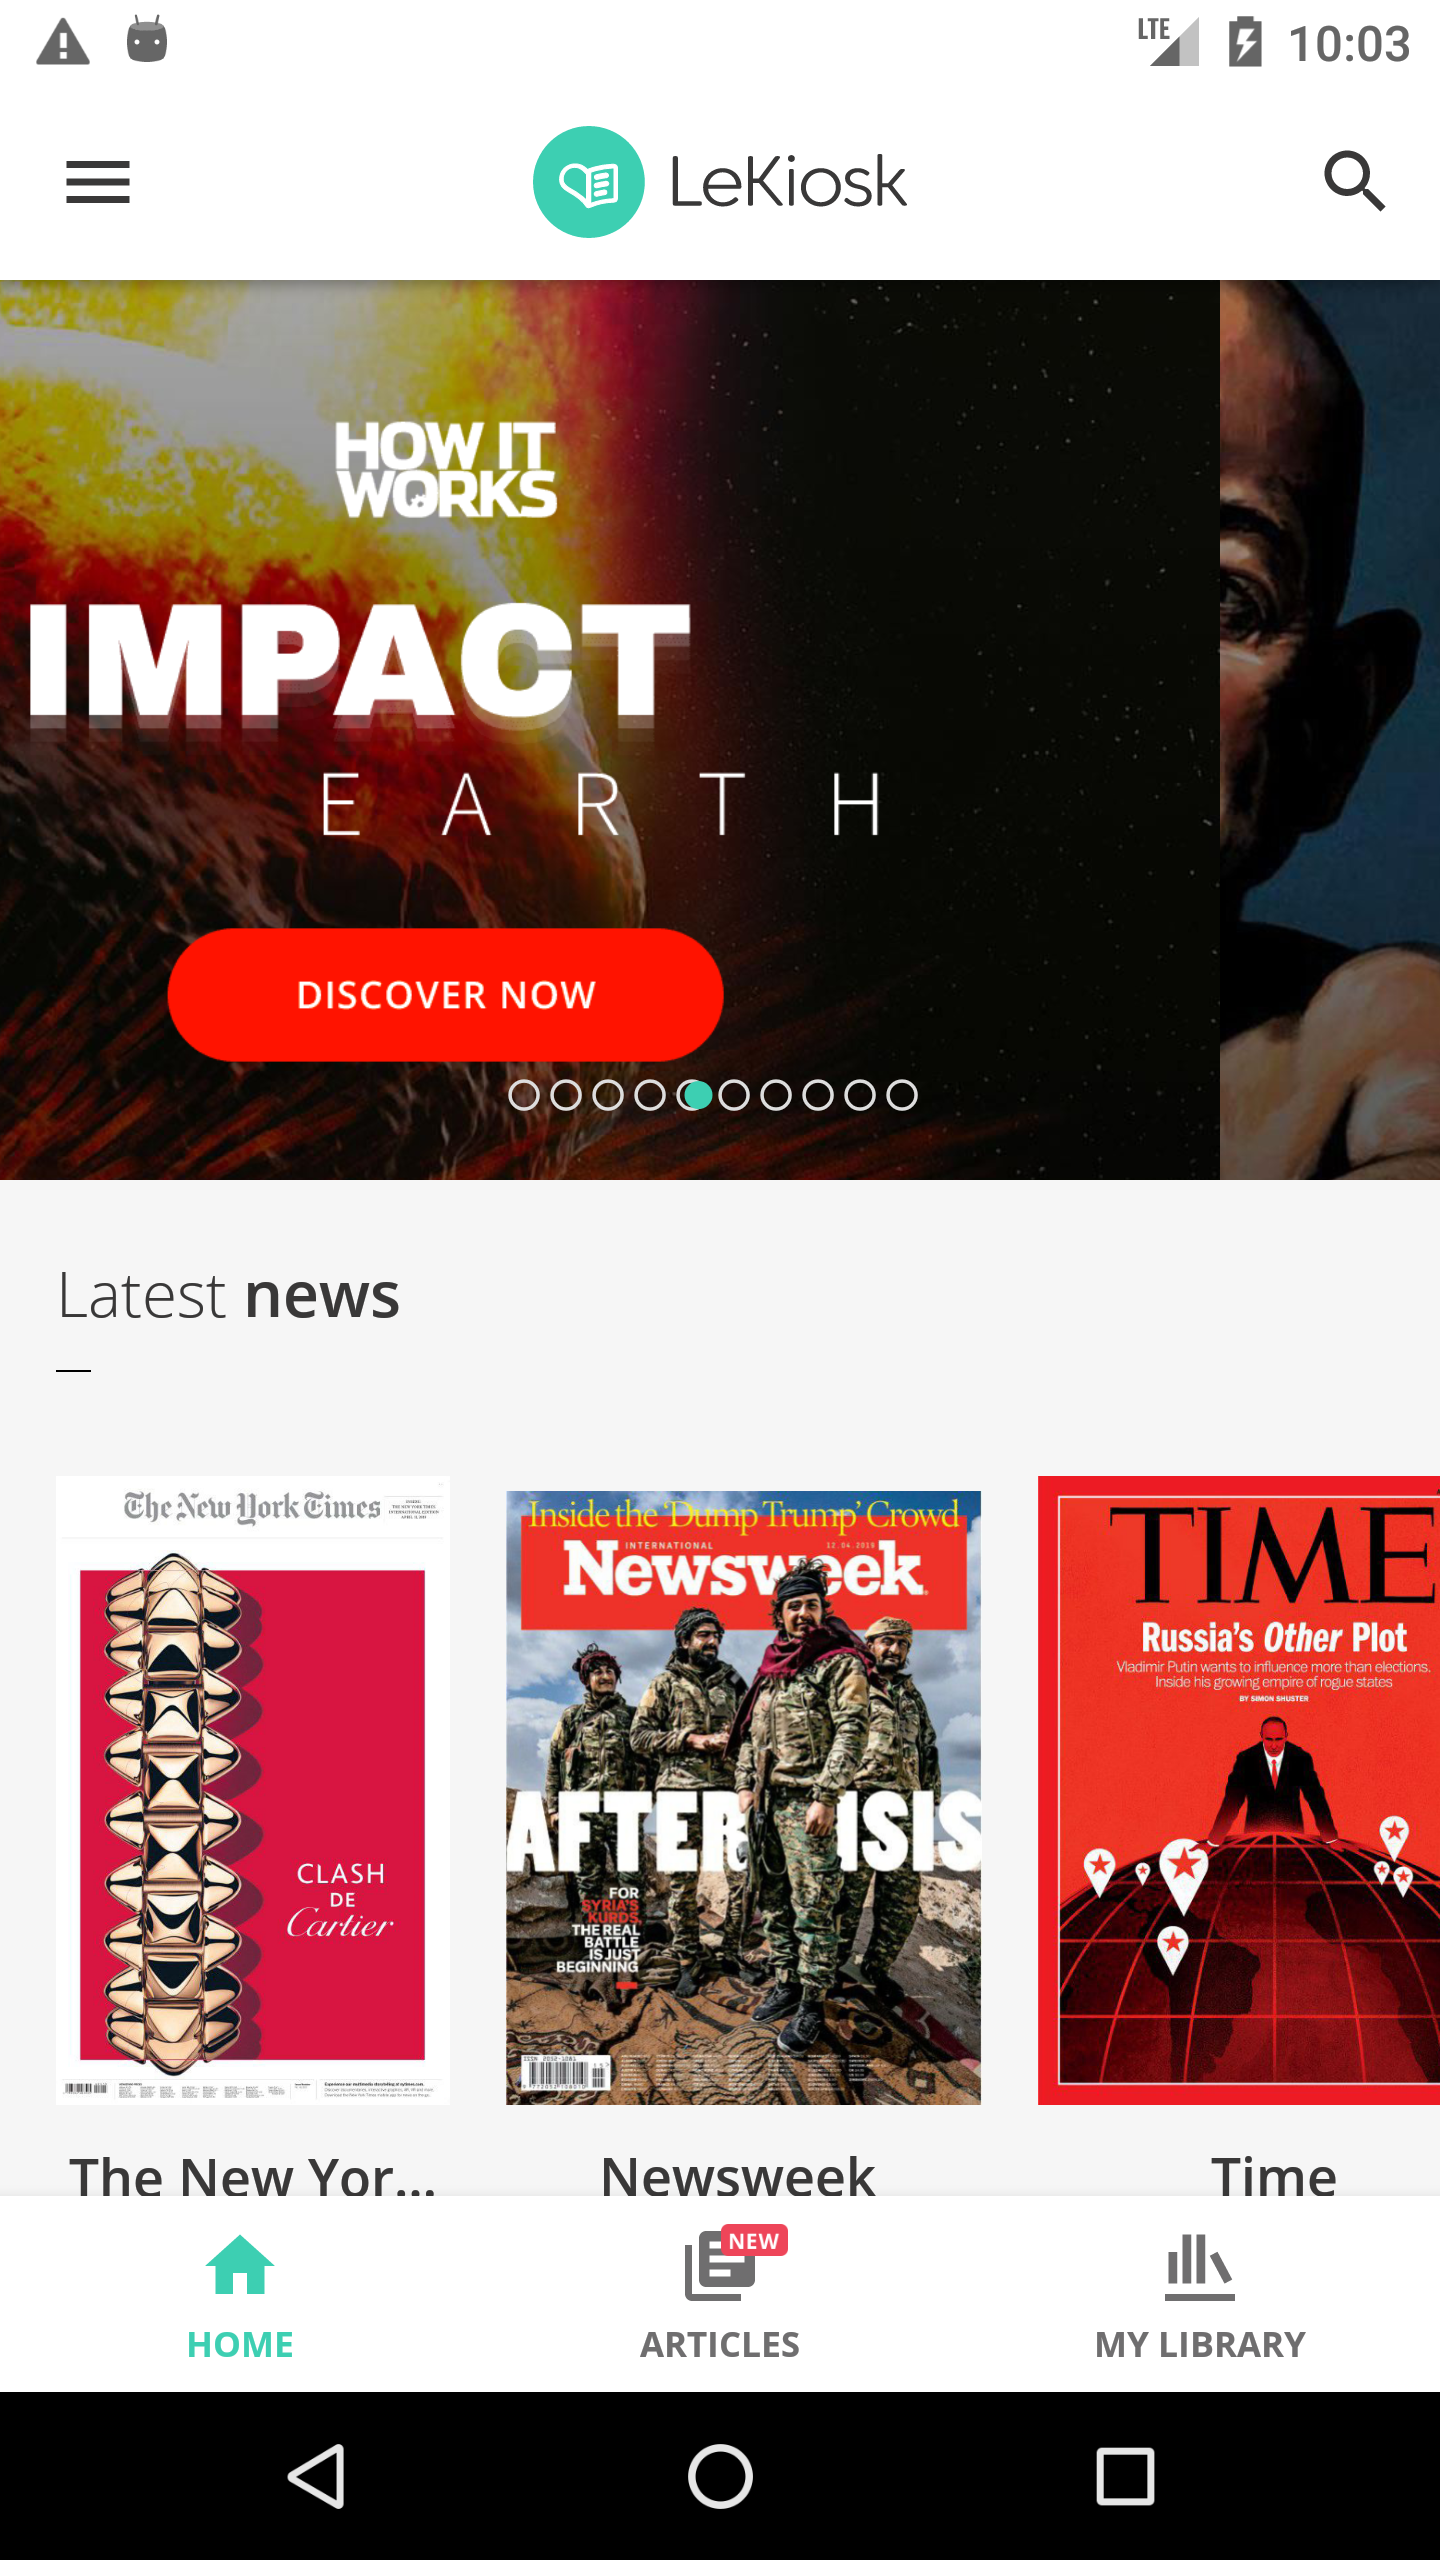 LTE 10:03
LeKiosk
HOW IT
WORKS
IMPACT
EARTH
DISCOVER NOW
Latest news
The New York Times
CLASH
DE
Cartier
Inside the 'Dump Trump' Crowd
INTERNATIONAL 12.04.2019
Newsweek
AFTER ISIS
FOR
SYRIA'S
KURDS,
THE REAL
BATTLE
IS JUST
BEGINNING
TIME
Russia's Other Plot
Vladimir Putin wants to influence more than elections.
Inside his growing empire of rogue states
BY SIMON SHUSTER
The New Yor...
Newsweek
Time
NEW
HOME
ARTICLES
MY LIBRARY